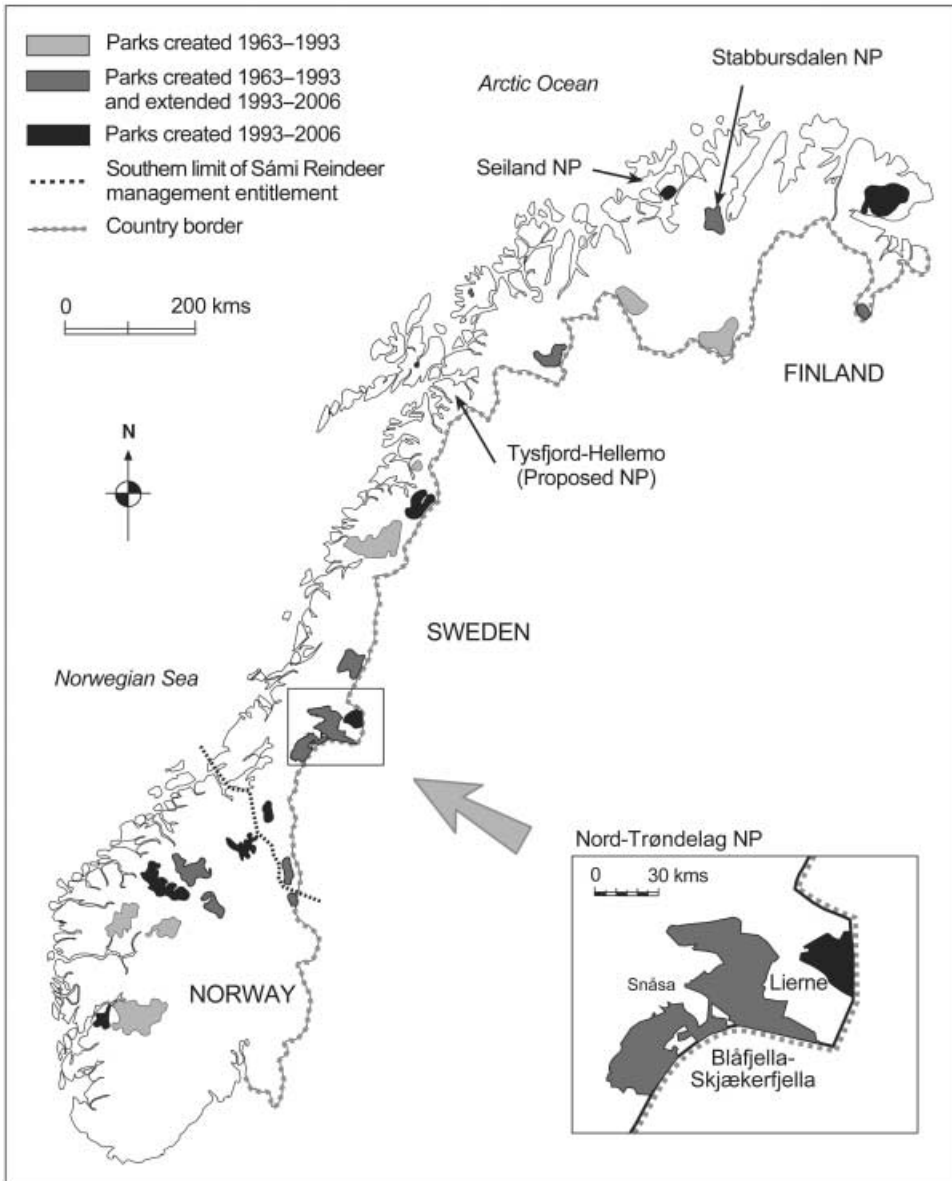 Parks created 1963–1993
Parks created 1963–1993
and extended 1993–2006
Parks created 1993–2006
Southern limit of Sámi Reindeer
management entitlement
Country border
0 200 kms
N
Arctic Ocean
Stabbursdalen NP
Seiland NP
FINLAND
Tysfjord-Hellemo
(Proposed NP)
SWEDEN
Norwegian Sea
NORWAY
Nord-Trøndelag NP
0 30 kms
Snåsa
Lierne
Blåfjella-
Skjækerfjella